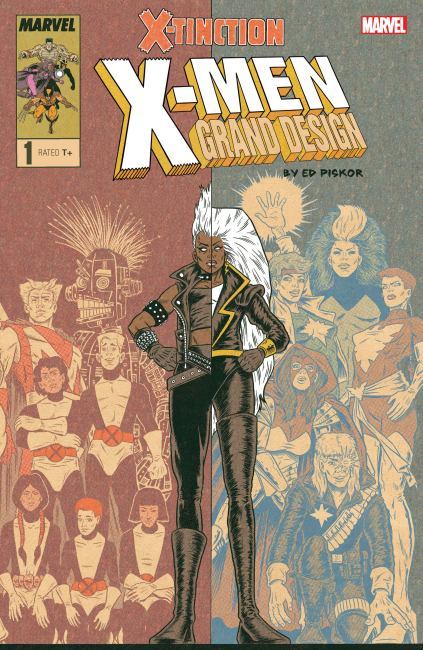 MARVEL
X-TINCTION
MARVEL
X-MEN
GRAND DESIGN
1 RATED T+
BY ED PISKOR